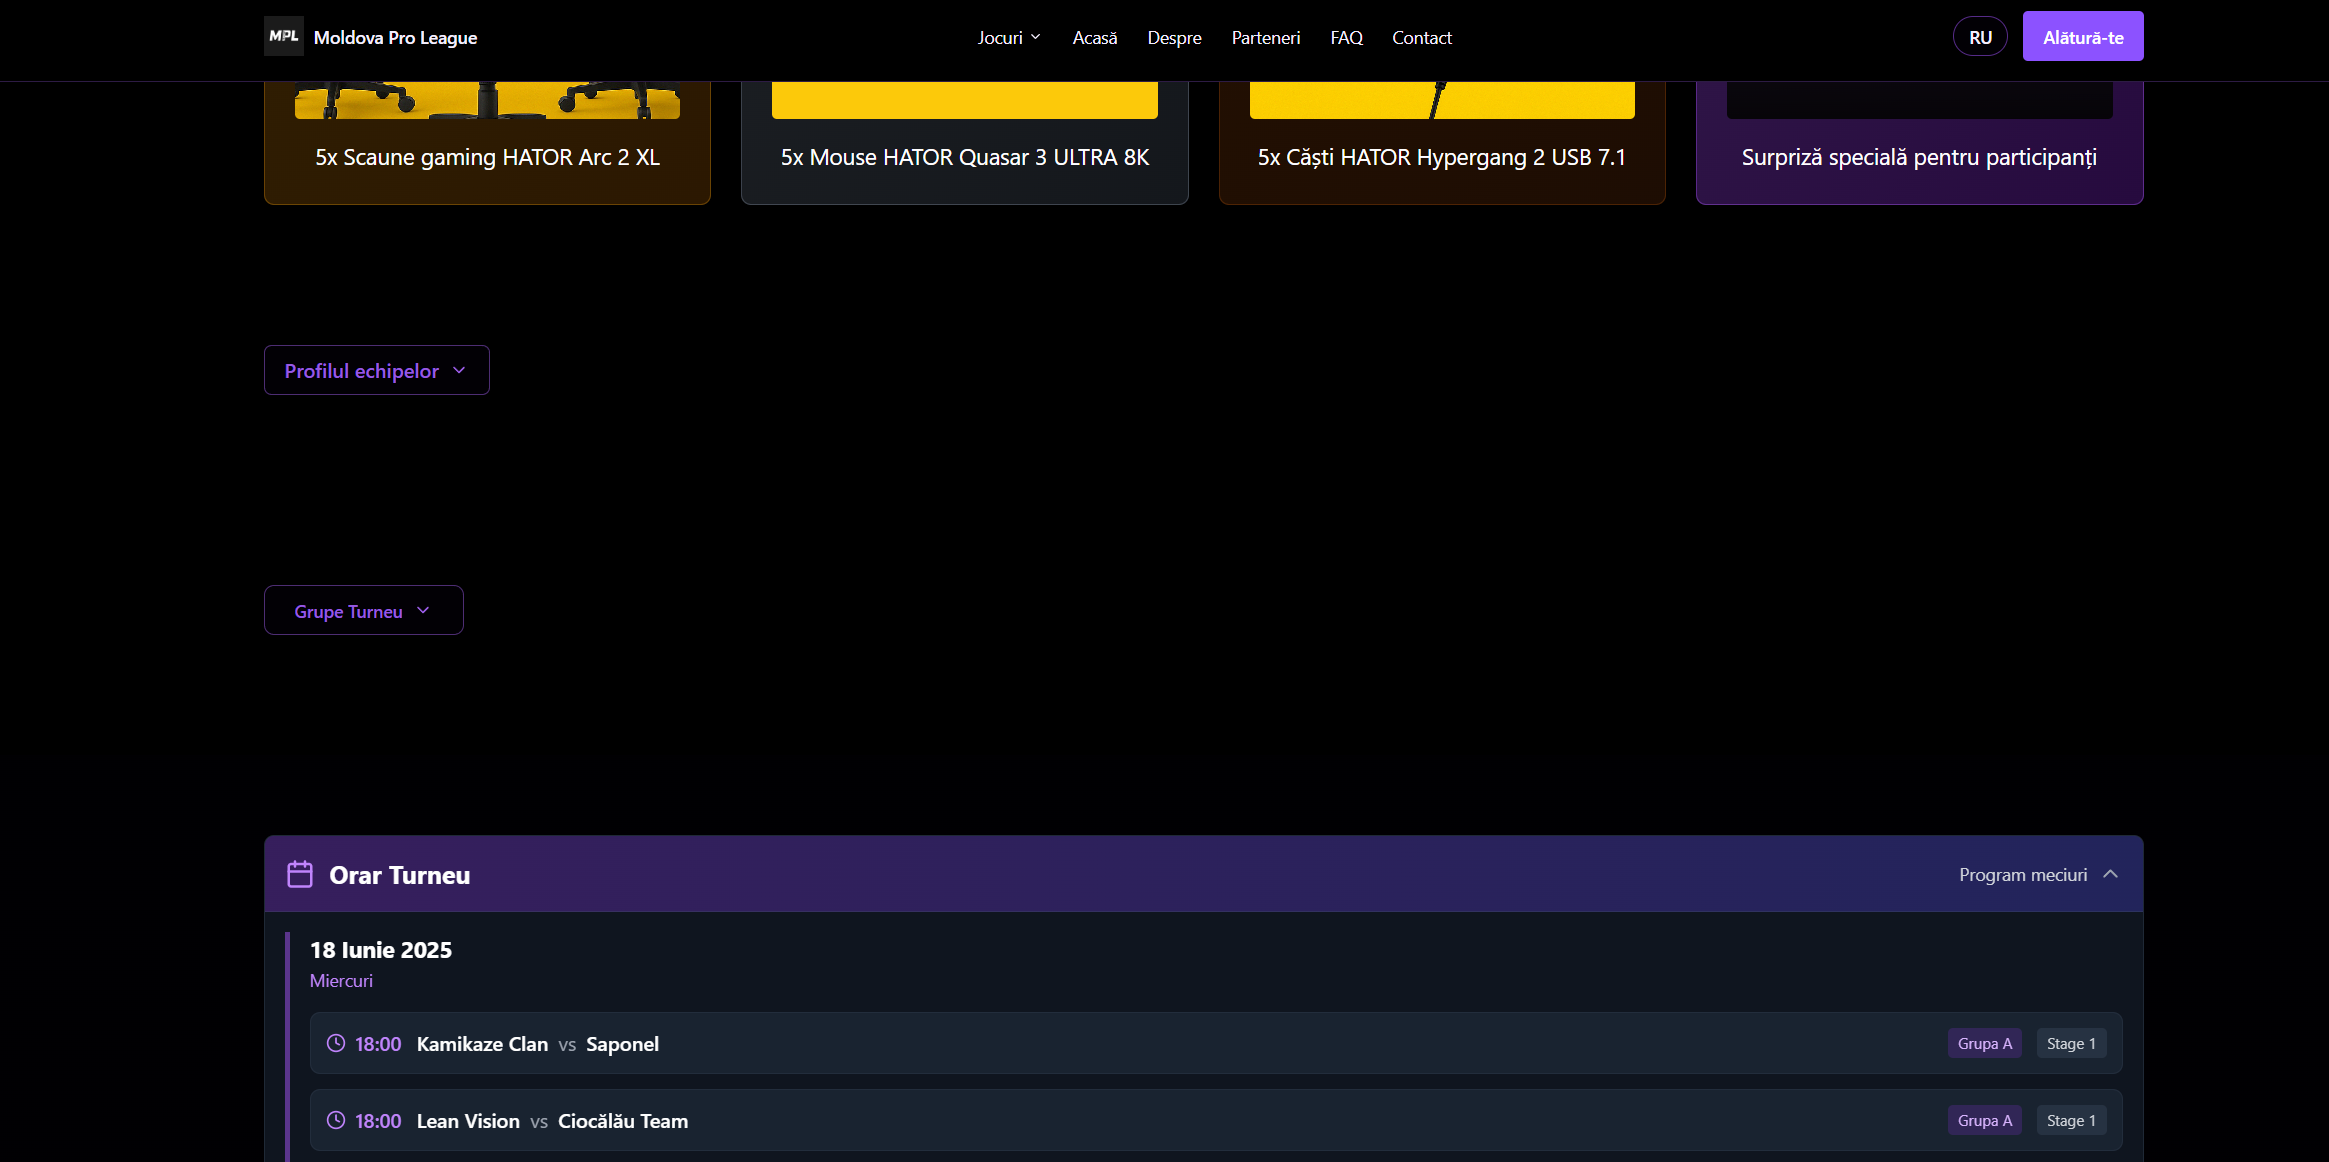 MPL Moldova Pro League Jocuri Acasă Despre Parteneri FAQ Contact RU Alătură-te
5x Scaune gaming HATOR Arc 2 XL
5x Mouse HATOR Quasar 3 ULTRA 8K
5x Căști HATOR Hypergang 2 USB 7.1
Surpriză specială pentru participanți
Profilul echipelor
Grupe Turneu
Orar Turneu Program meciuri
18 Iunie 2025
Miercuri
18:00 Kamikaze Clan vs Saponel Grupa A Stage 1
18:00 Lean Vision vs Ciocălău Team Grupa A Stage 1